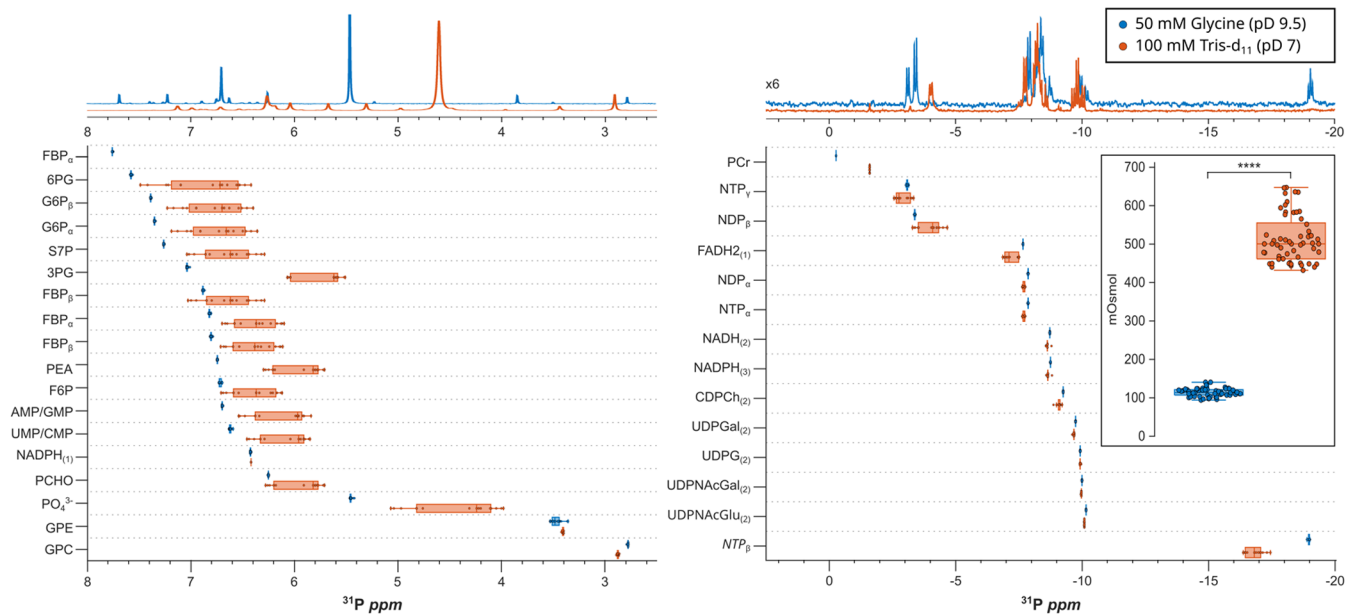 50 mM Glycine (pD 9.5)
100 mM Tris-d₁₁ (pD 7)
x6
8 7 6 5 4 3
0 -5 -10 -15 -20
FBPα
6PG
G6Pβ
G6Pα
S7P
3PG
FBPβ
FBPα
FBPβ
PEA
F6P
AMP/GMP
UMP/CMP
NADPH(1)
PCHO
PO₄³⁻
GPE
GPC
8 7 6 5 4 3
³¹P ppm
PCr
NTPγ
NDPβ
FADH2(1)
NDPα
NTPα
NADH(2)
NADPH(3)
CDPCh(2)
UDPGal(2)
UDPG(2)
UDPNAcGal(2)
UDPNAcGlu(2)
NTPβ
0 -5 -10 -15 -20
³¹P ppm
****
mOsmol
700
600
500
400
300
200
100
0